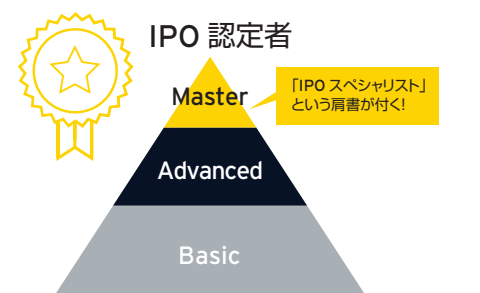 IPO 認定者
Master
「IPO スペシャリスト」
という肩書が付く!
Advanced
Basic